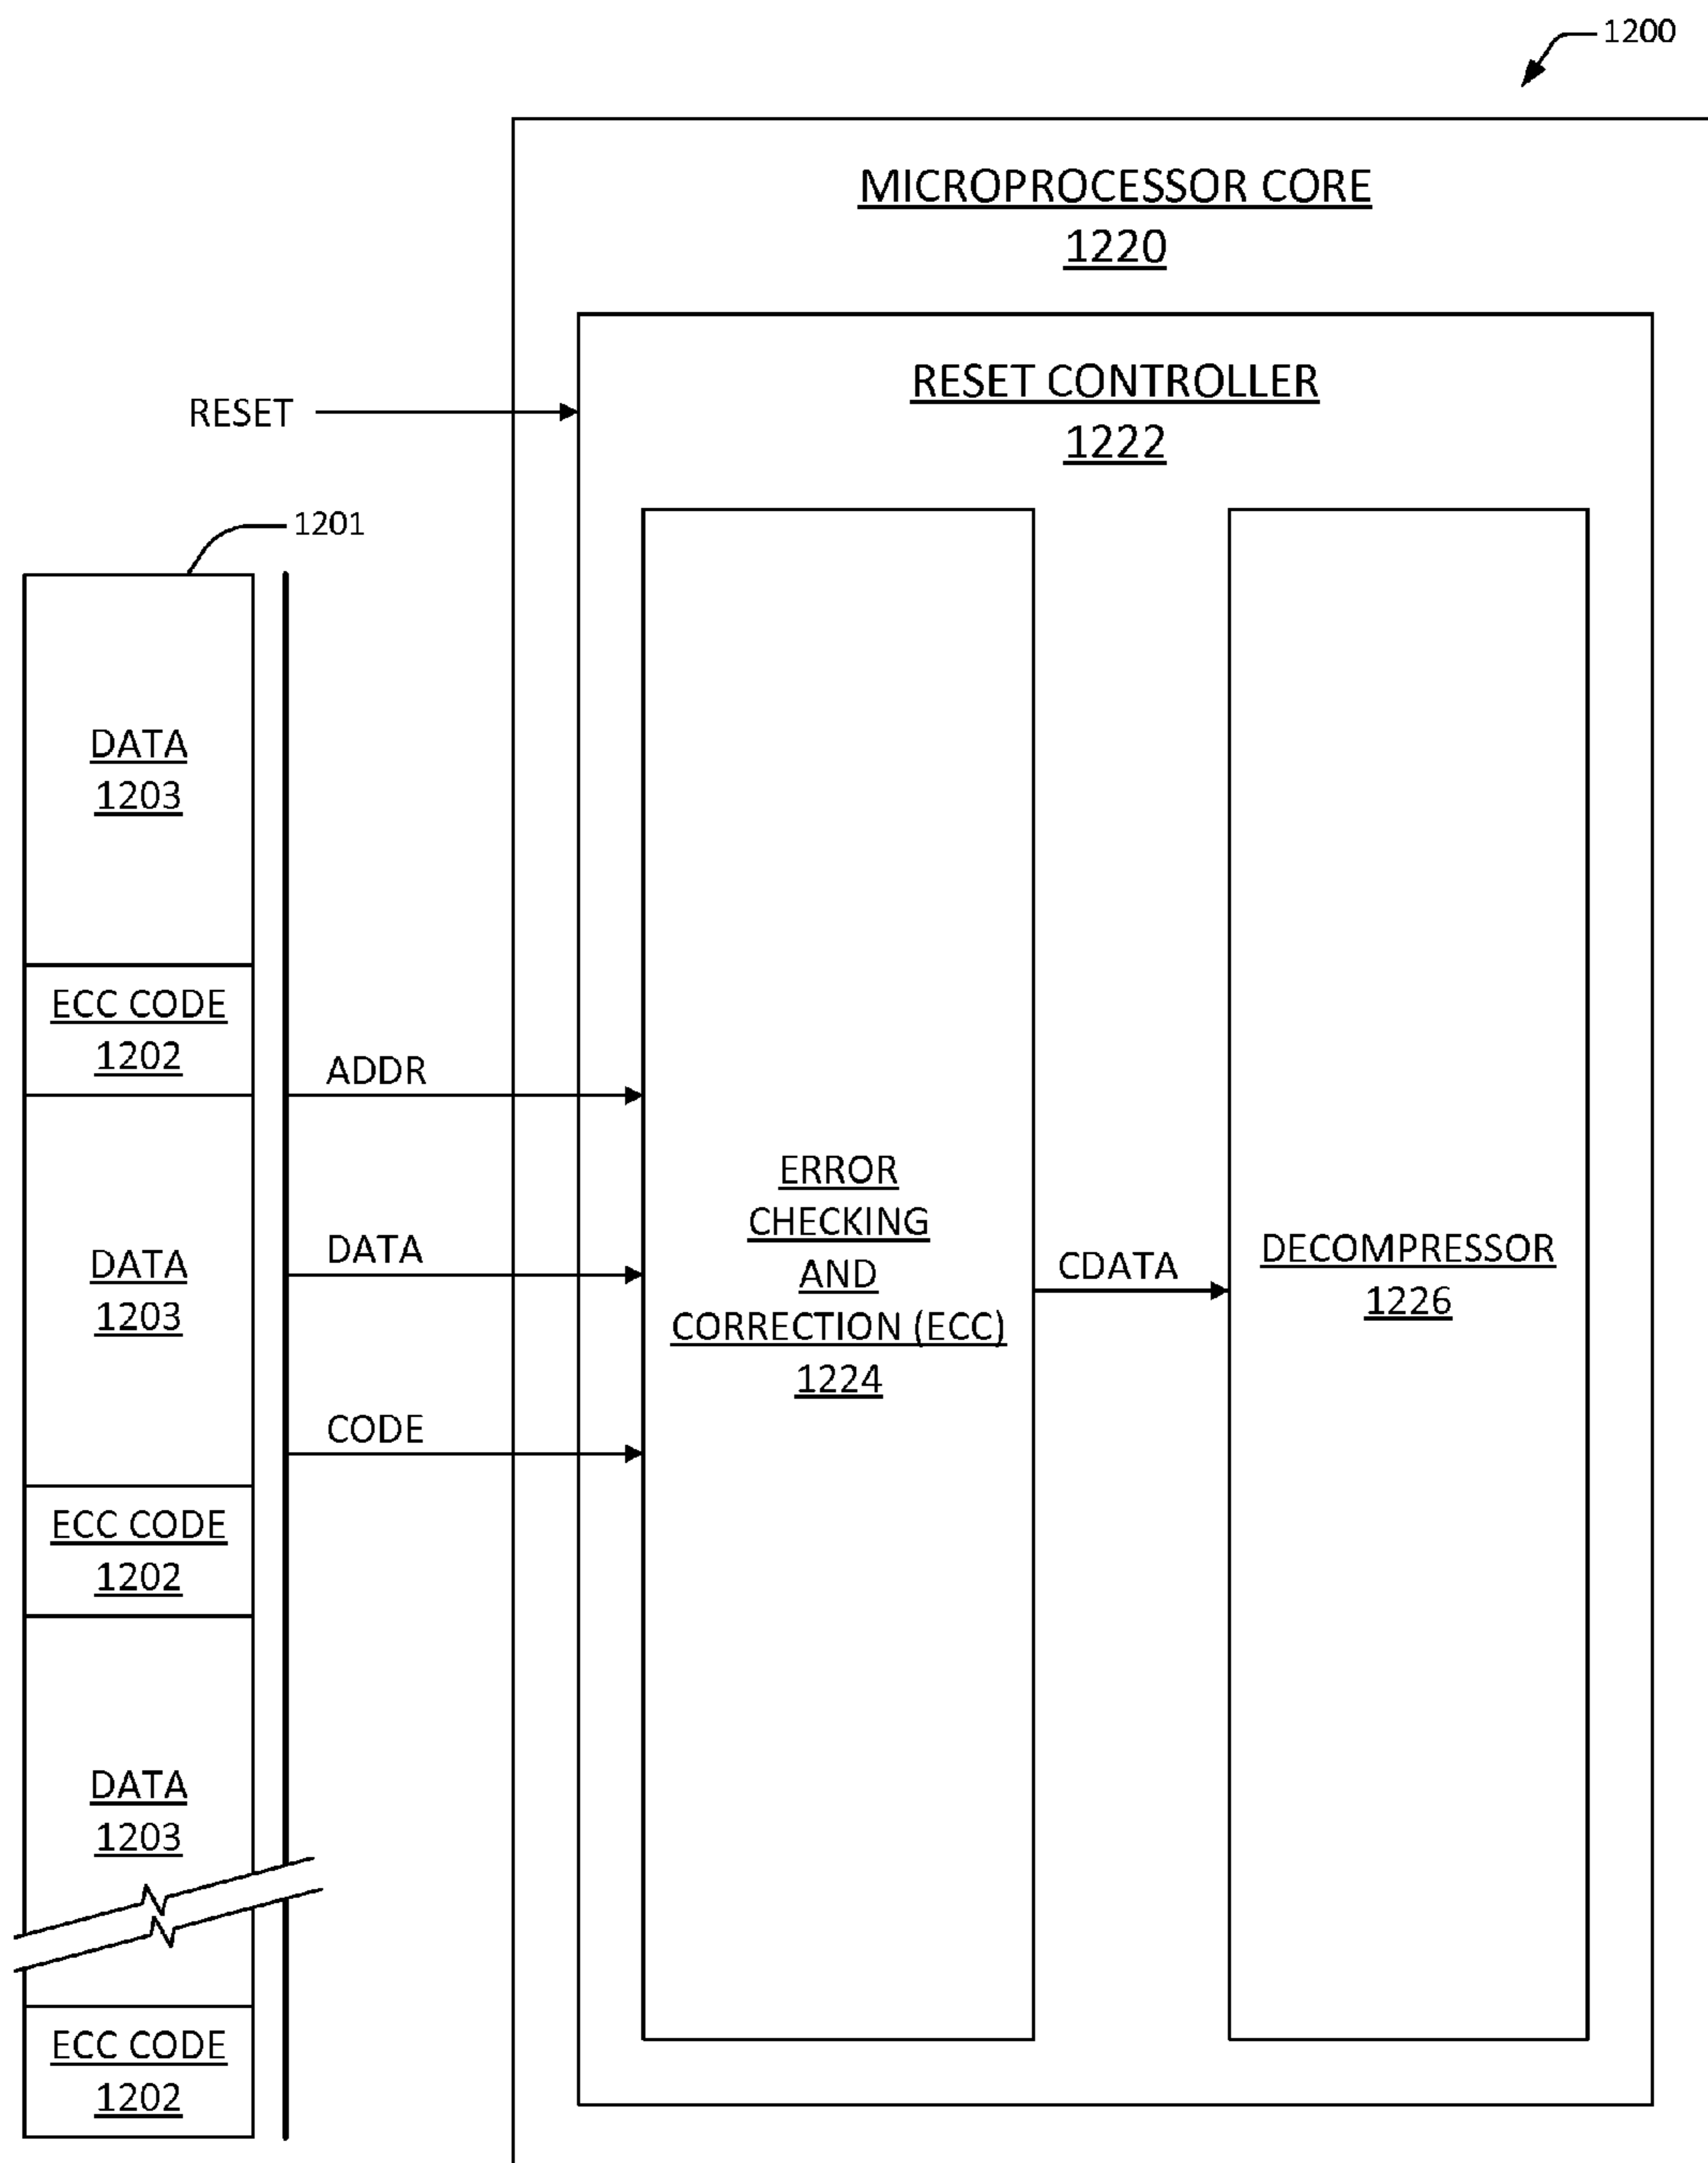 1200
MICROPROCESSOR CORE
1220
RESET CONTROLLER
1222
RESET
1201
DATA
1203
ECC CODE
1202
DATA
1203
ECC CODE
1202
DATA
1203
ECC CODE
1202
ADDR
DATA
CODE
ERROR
CHECKING
AND
CORRECTION (ECC)
1224
CDATA
DECOMPRESSOR
1226